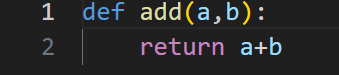 1 def add(a,b):
2     return a+b